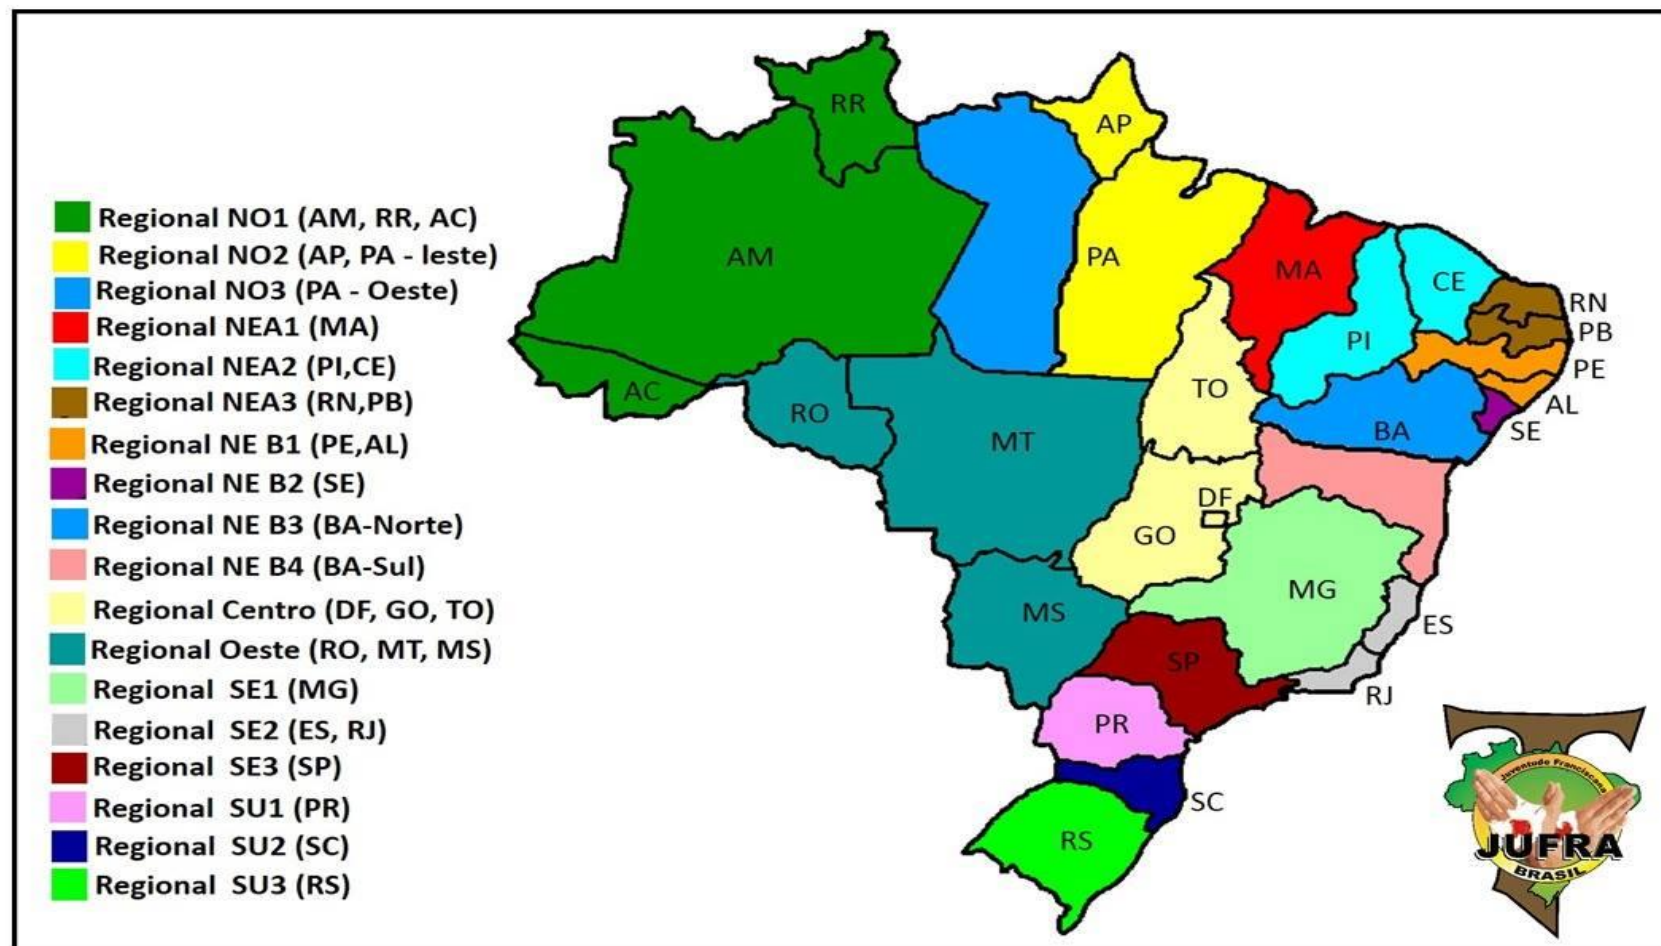 Regional NO1 (AM, RR, AC)
Regional NO2 (AP, PA - leste)
Regional NO3 (PA - Oeste)
Regional NEA1 (MA)
Regional NEA2 (PI,CE)
Regional NEA3 (RN,PB)
Regional NE B1 (PE,AL)
Regional NE B2 (SE)
Regional NE B3 (BA-Norte)
Regional NE B4 (BA-Sul)
Regional Centro (DF, GO, TO)
Regional Oeste (RO, MT, MS)
Regional SE1 (MG)
Regional SE2 (ES, RJ)
Regional SE3 (SP)
Regional SU1 (PR)
Regional SU2 (SC)
Regional SU3 (RS)
RR
AP
AM
PA
MA
CE
RN
PB
PI
PE
AC
TO
AL
RO
MT
BA
SE
DF
GO
MG
MS
ES
SP
RJ
PR
SC
RS
Juventude Franciscana
JUFRA
BRASIL